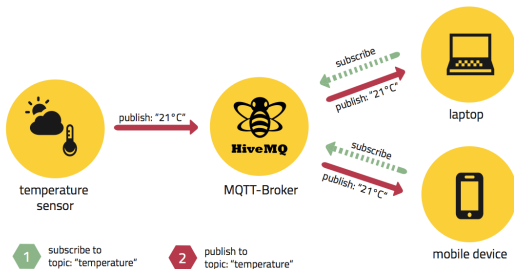 subscribe
publish: "21°C"
laptop
publish: "21°C"
HiveMQ
temperature
sensor
MQTT-Broker
subscribe
publish: "21°C"
mobile device
1
subscribe to
topic: "temperature"
2
publish to
topic: "temperature"